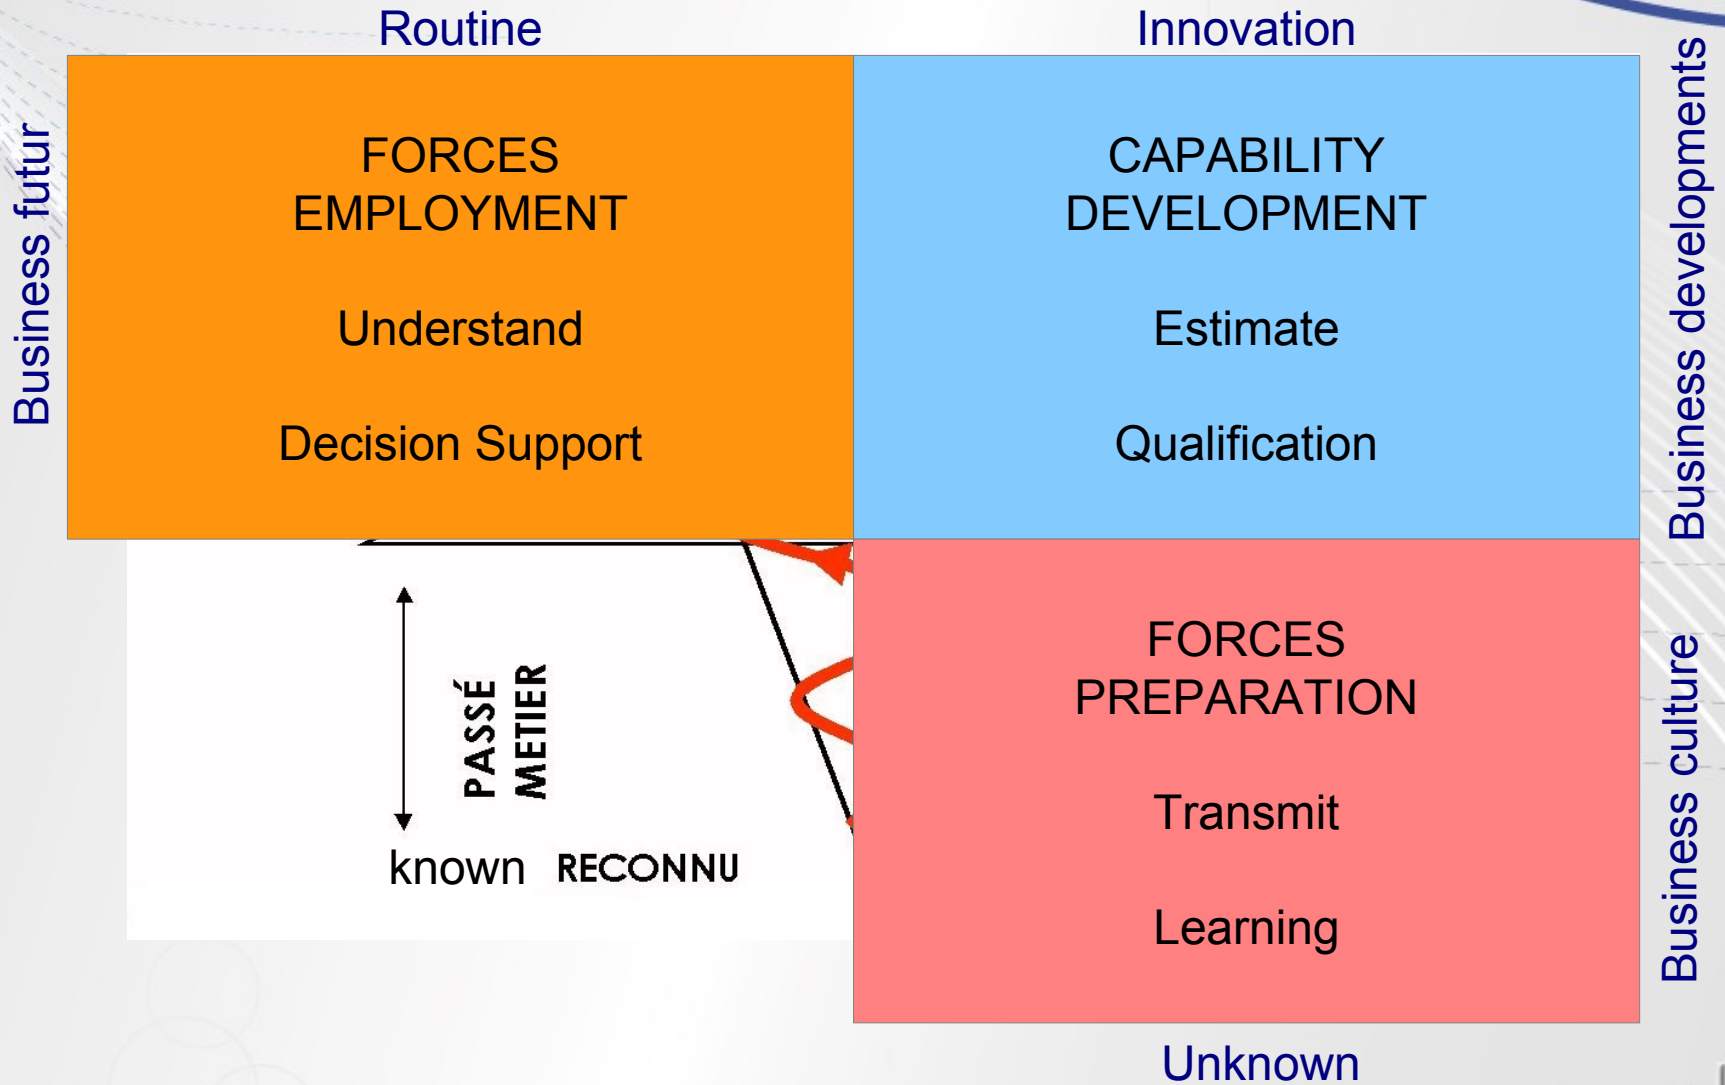 Routine
Innovation
Business futur
FORCES
EMPLOYMENT
Understand
Decision Support
CAPABILITY
DEVELOPMENT
Estimate
Qualification
Business developments
PASSÉ
METIER
known RECONNU
FORCES
PREPARATION
Transmit
Learning
Business culture
Unknown